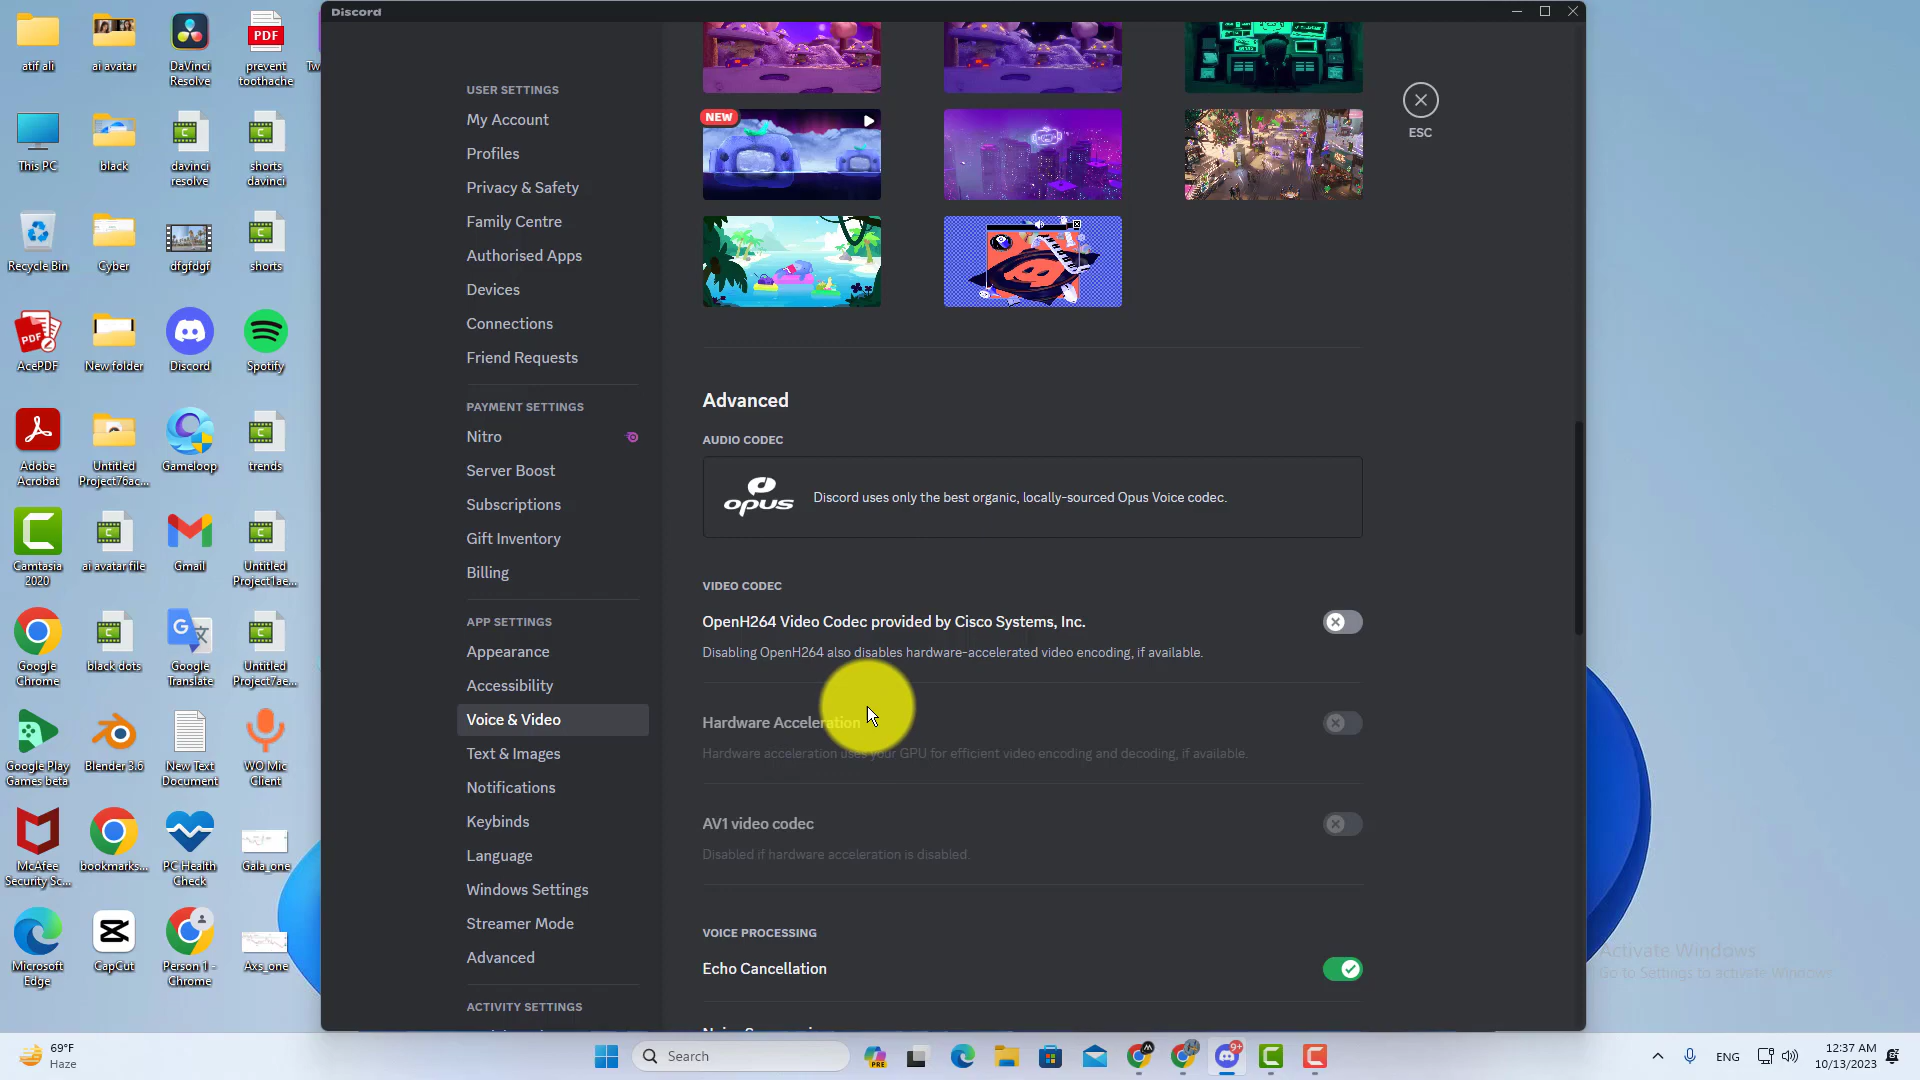 Discord
atif ali
ai avatar
DaVinci
Resolve
PDF
prevent
toothache
This PC
black
davinci
resolve
shorts
davinci
Recycle Bin
Cyber
dfgfdgf
shorts
PDF
AcePDF
New folder
Discord
Spotify
Adobe
Acrobat
Untitled
Project76ac...
Gameloop
trends
Camtasia
2020
ai avatar file
Gmail
Untitled
Project1ae...
Google
Chrome
black dots
Google
Translate
Untitled
Project7ae...
Google Play
Games beta
Blender 3.6
New Text
Document
WO Mic
Client
McAfee
Security Sc...
bookmarks...
PC Health
Check
Gala_one
Microsoft
Edge
CapCut
Person 1 -
Chrome
Axs_one
USER SETTINGS
My Account
Profiles
Privacy & Safety
Family Centre
Authorised Apps
Devices
Connections
Friend Requests
PAYMENT SETTINGS
Nitro
Server Boost
Subscriptions
Gift Inventory
Billing
APP SETTINGS
Appearance
Accessibility
Voice & Video
Text & Images
Notifications
Keybinds
Language
Windows Settings
Streamer Mode
Advanced
ACTIVITY SETTINGS
NEW
ESC
Advanced
AUDIO CODEC
opus
Discord uses only the best organic, locally-sourced Opus Voice codec.
VIDEO CODEC
OpenH264 Video Codec provided by Cisco Systems, Inc.
Disabling OpenH264 also disables hardware-accelerated video encoding, if available.
Hardware Acceleration
Hardware acceleration uses your GPU for efficient video encoding and decoding, if available.
AV1 video codec
Disabled if hardware acceleration is disabled.
VOICE PROCESSING
Echo Cancellation
Activate Windows
Go to Settings to activate Windows.
69°F
Haze
Search
PRE
9+
ENG
12:37 AM
10/13/2023